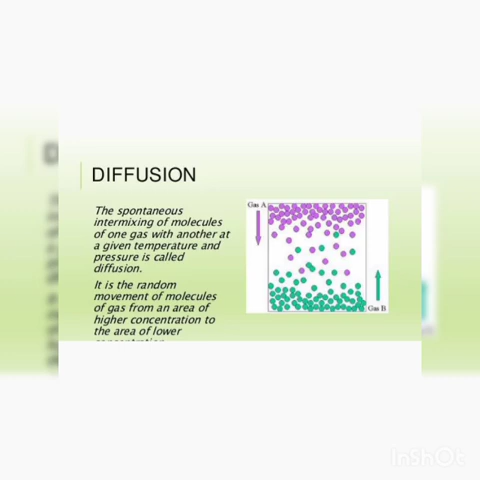 DIFFUSION
The spontaneous
intermixing of molecules
of one gas with another at
a given temperature and
pressure is called
diffusion.
It is the random
movement of molecules
of gas from an area of
higher concentration to
the area of lower
Gas A
Gas B
InShOt